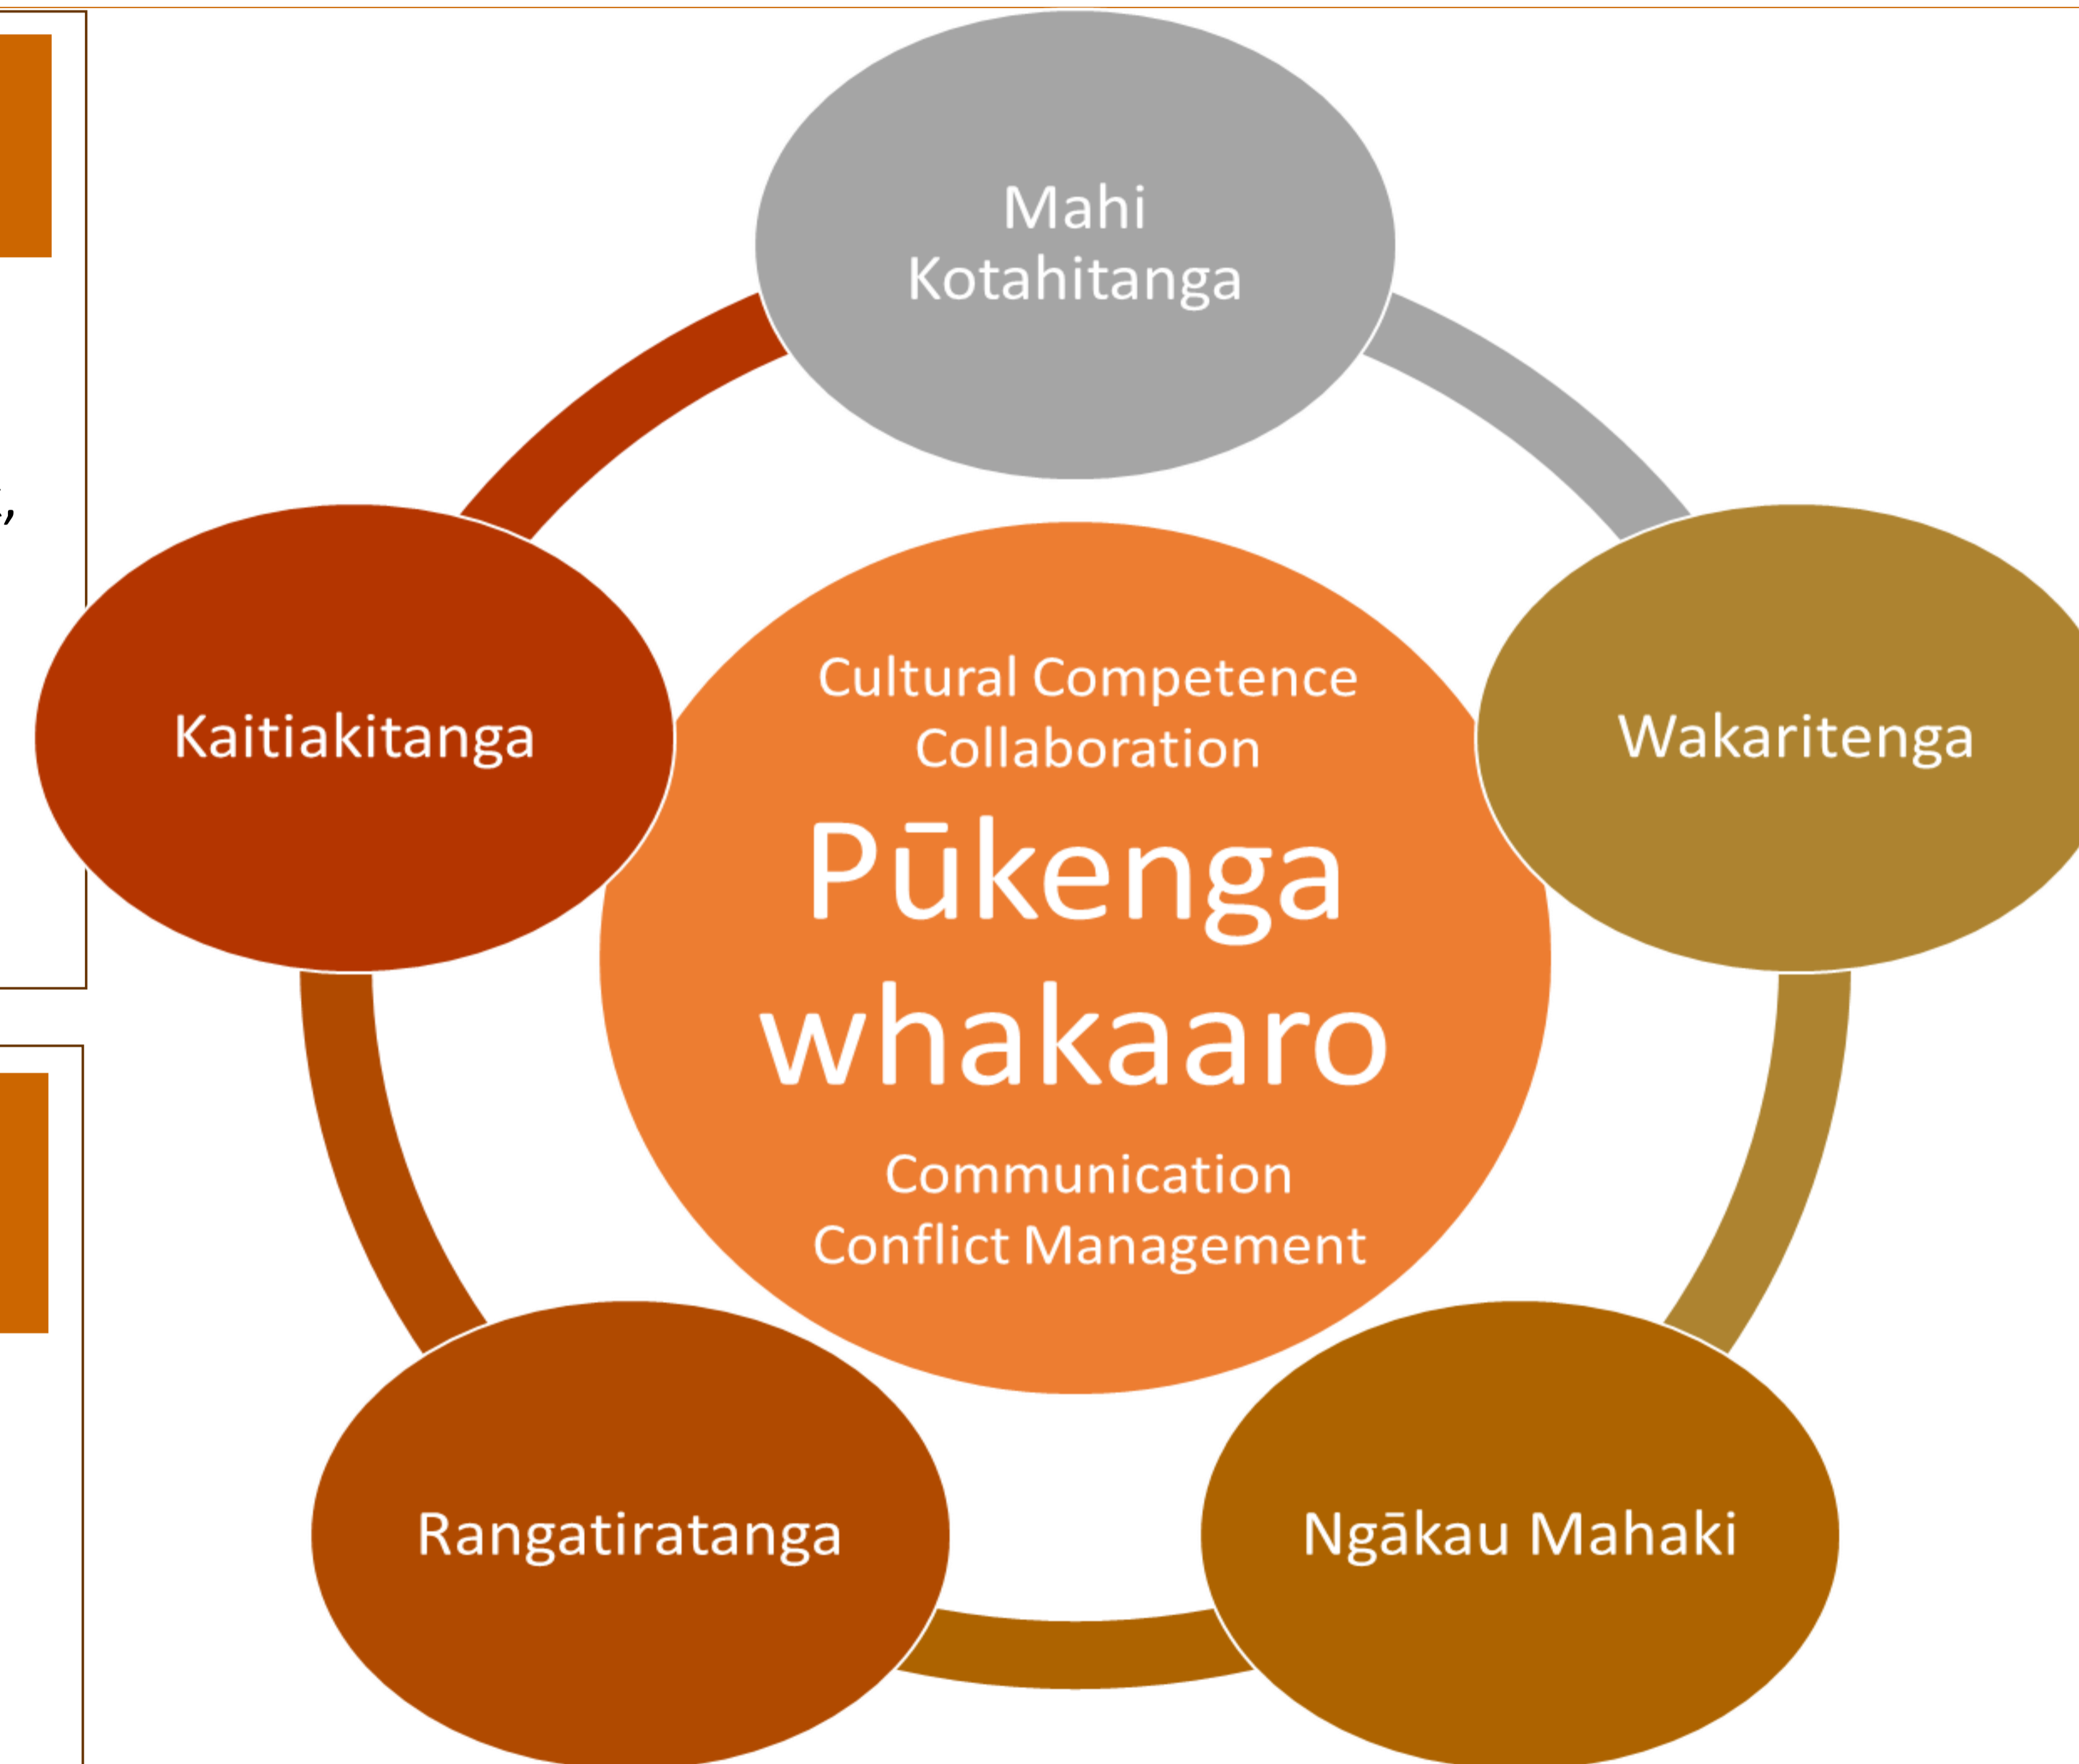 Mahi
Kotahitanga
Kaitiakitanga
Cultural Competence
Collaboration
Pūkenga
whakaaro
Communication
Conflict Management
Wakaritenga
Rangatiratanga
Ngākau Mahaki